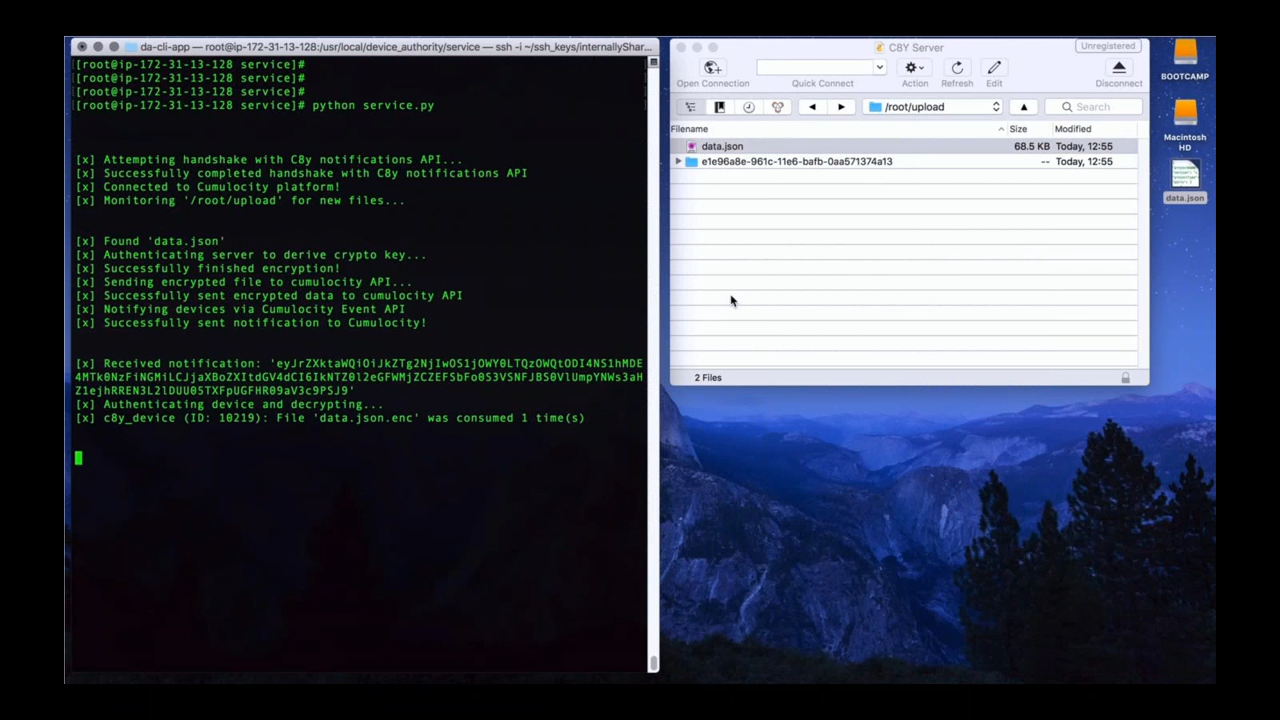 da-cli-app — root@ip-172-31-13-128:/usr/local/device_authority/service — ssh -i ~/ssh_keys/internallyShar...
[root@ip-172-31-13-128 service]#
[root@ip-172-31-13-128 service]#
[root@ip-172-31-13-128 service]#
[root@ip-172-31-13-128 service]# python service.py
[x] Attempting handshake with C8y notifications API...
[x] Successfully completed handshake with C8y notifications API
[x] Connected to Cumulocity platform!
[x] Monitoring '/root/upload' for new files...
[x] Found 'data.json'
[x] Authenticating server to derive crypto key...
[x] Successfully finished encryption!
[x] Sending encrypted file to cumulocity API...
[x] Successfully sent encrypted data to cumulocity API
[x] Notifying devices via Cumulocity Event API
[x] Successfully sent notification to Cumulocity!
[x] Received notification:
[x] Authenticating device and decrypting...
[x] c8y_device (ID: 10219): File 'data.json.enc' was consumed 1 time(s)
C8Y Server
Unregistered
Open Connection
Quick Connect
Action
Refresh
Edit
Disconnect
/root/upload
Search
Filename
Size
Modified
data.json 68.5 KB Today, 12:55
e1e96a8e-961c-11e6-bafb-0aa571374a13 -- Today, 12:55
2 Files
BOOTCAMP
Macintosh
HD
data.json